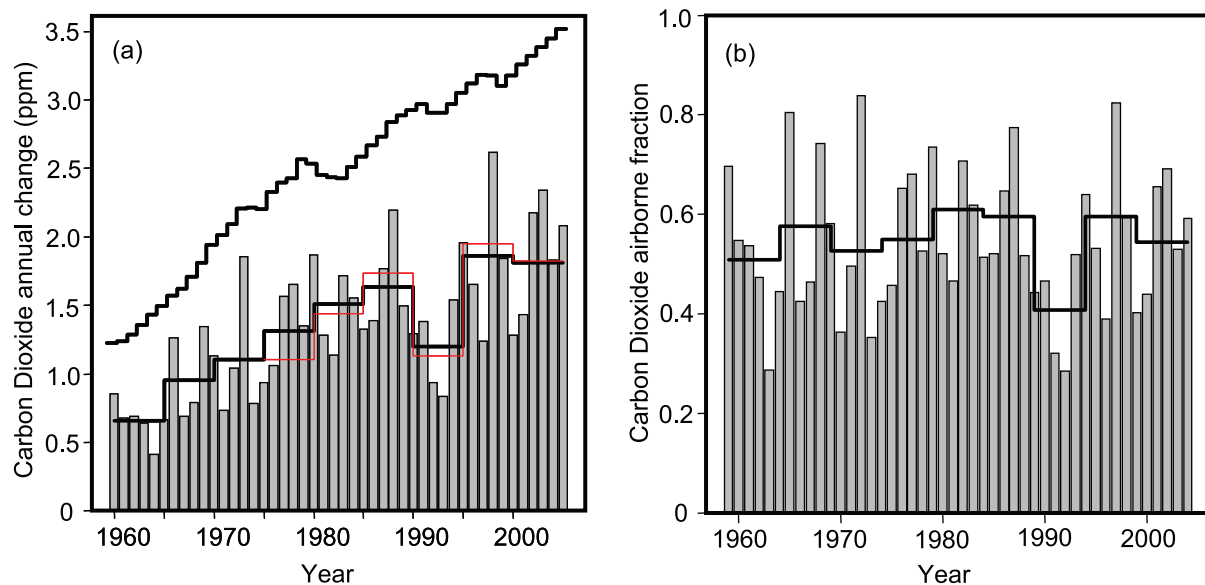 (a)
Carbon Dioxide annual change (ppm)
3.5
3.0
2.5
2.0
1.5
1.0
0.5
0
1960 1970 1980 1990 2000
Year
(b)
Carbon Dioxide airborne fraction
1.0
0.8
0.6
0.4
0.2
0
1960 1970 1980 1990 2000
Year